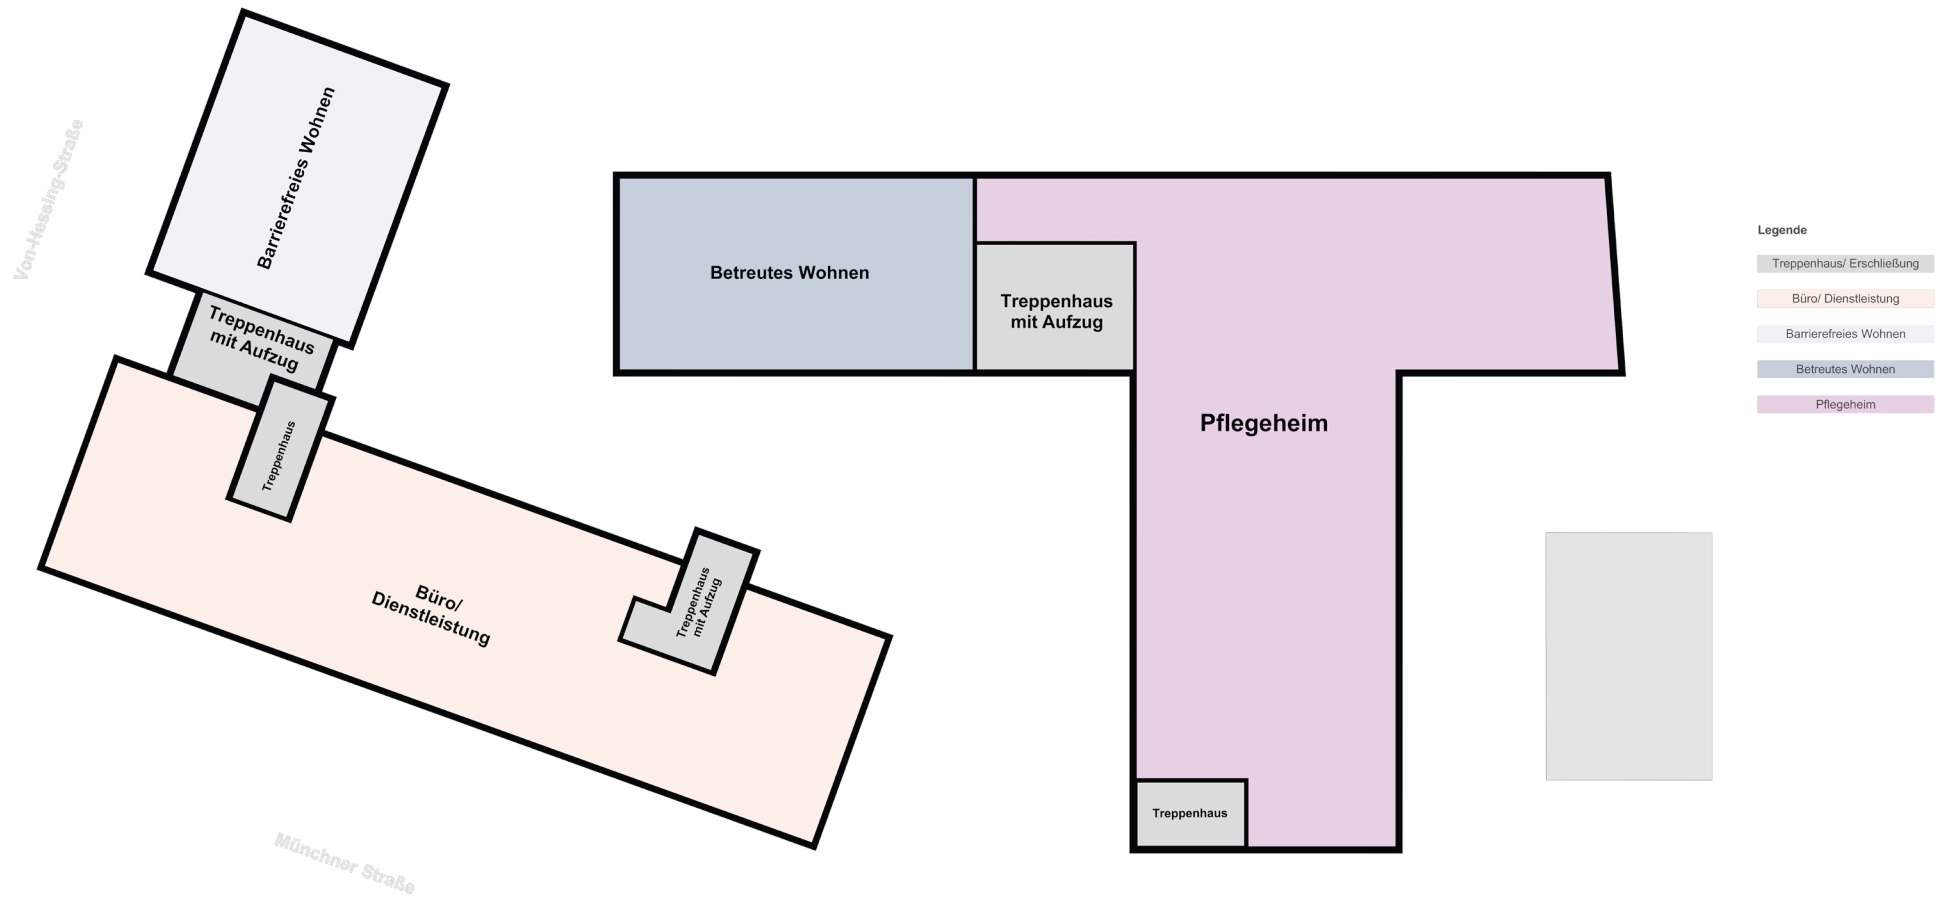 Von-Hessing-Straße
Barrierefreies Wohnen
Treppenhaus
mit Aufzug
Treppenhaus
Büro/
Dienstleistung
Treppenhaus
mit Aufzug
Münchner Straße
Betreutes Wohnen
Treppenhaus
mit Aufzug
Pflegeheim
Treppenhaus
Legende
Treppenhaus/ Erschließung
Büro/ Dienstleistung
Barrierefreies Wohnen
Betreutes Wohnen
Pflegeheim